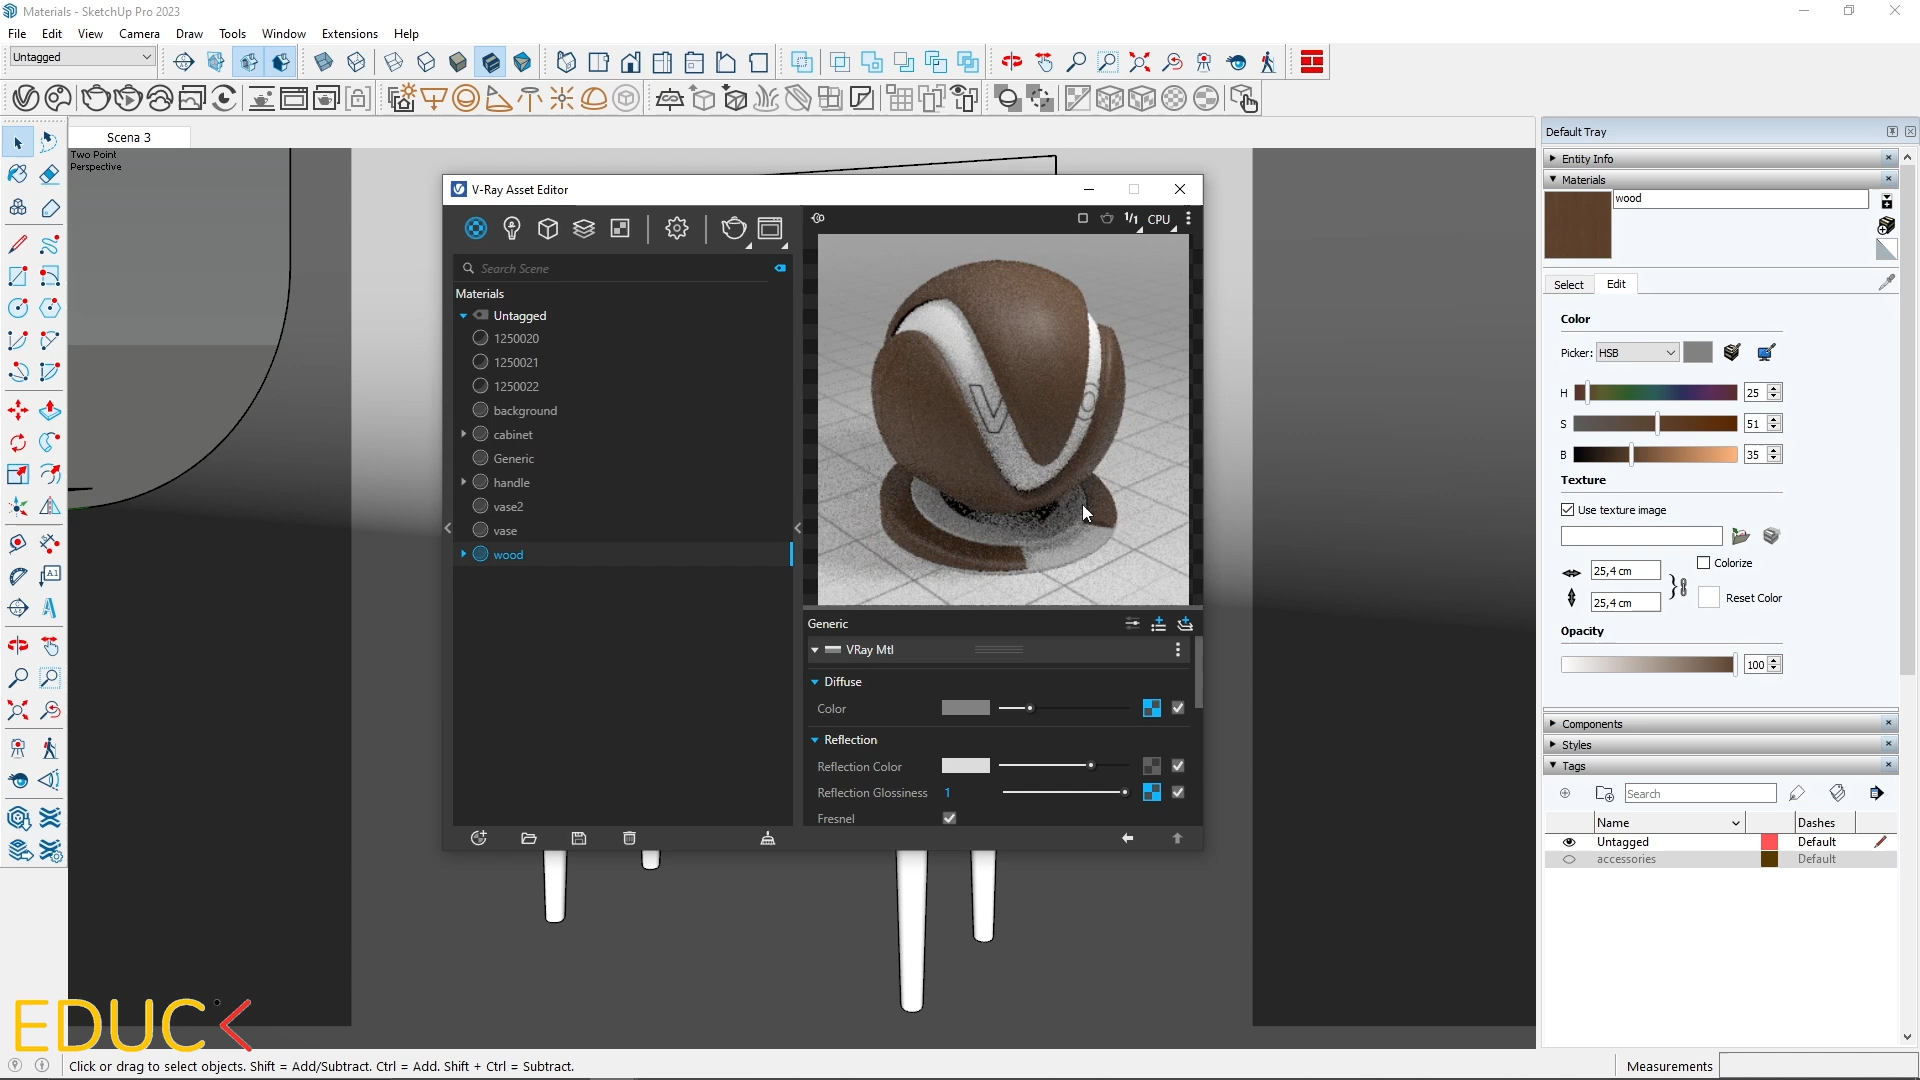 Materials - SketchUp Pro 2023
File Edit View Camera Draw Tools Window Extensions Help
Untagged
Scena 3
Two Point
Perspective
V-Ray Asset Editor
Search Scene
Materials
Untagged
1250020
1250021
1250022
background
cabinet
Generic
handle
vase2
vase
wood
1/1 CPU
Generic
VRay Mtl
Diffuse
Color
Reflection
Reflection Color
Reflection Glossiness 1
Fresnel
Default Tray
Entity Info
Materials
wood
Select Edit
Color
Picker: HSB
H 25
S 51
B 35
Texture
Use texture image
25,4 cm
Colorize
25,4 cm
Reset Color
Opacity
100
Components
Styles
Tags
Search
Name Dashes
Untagged Default
accessories Default
EDUC
Click or drag to select objects. Shift = Add/Subtract. Ctrl = Add. Shift + Ctrl = Subtract.
Measurements